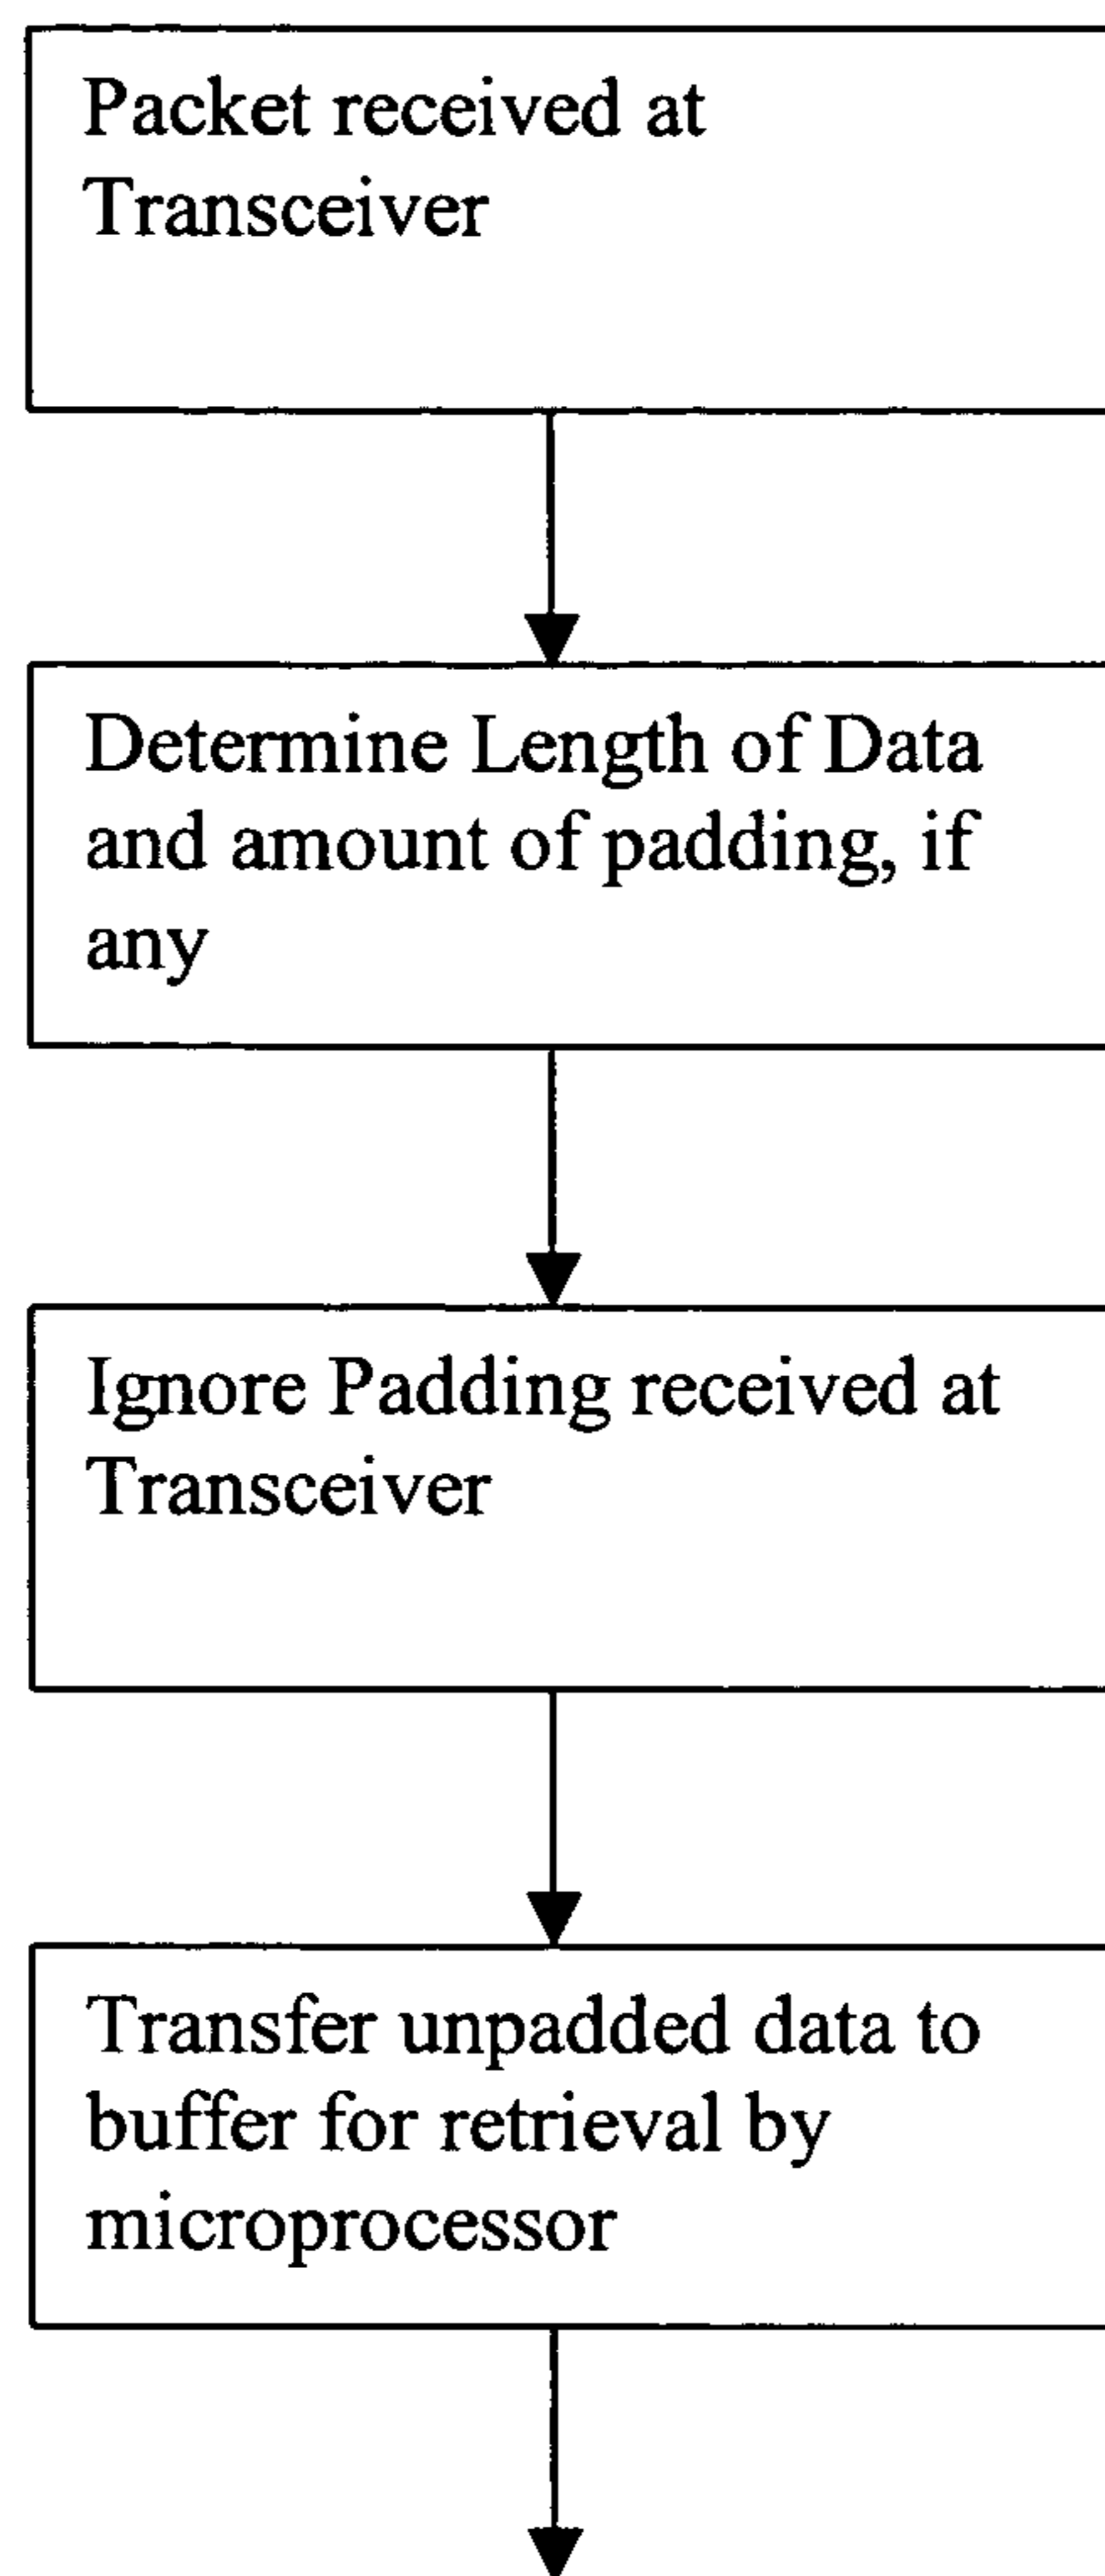 Packet received at
Transceiver
Determine Length of Data
and amount of padding, if
any
Ignore Padding received at
Transceiver
Transfer unpadded data to
buffer for retrieval by
microprocessor